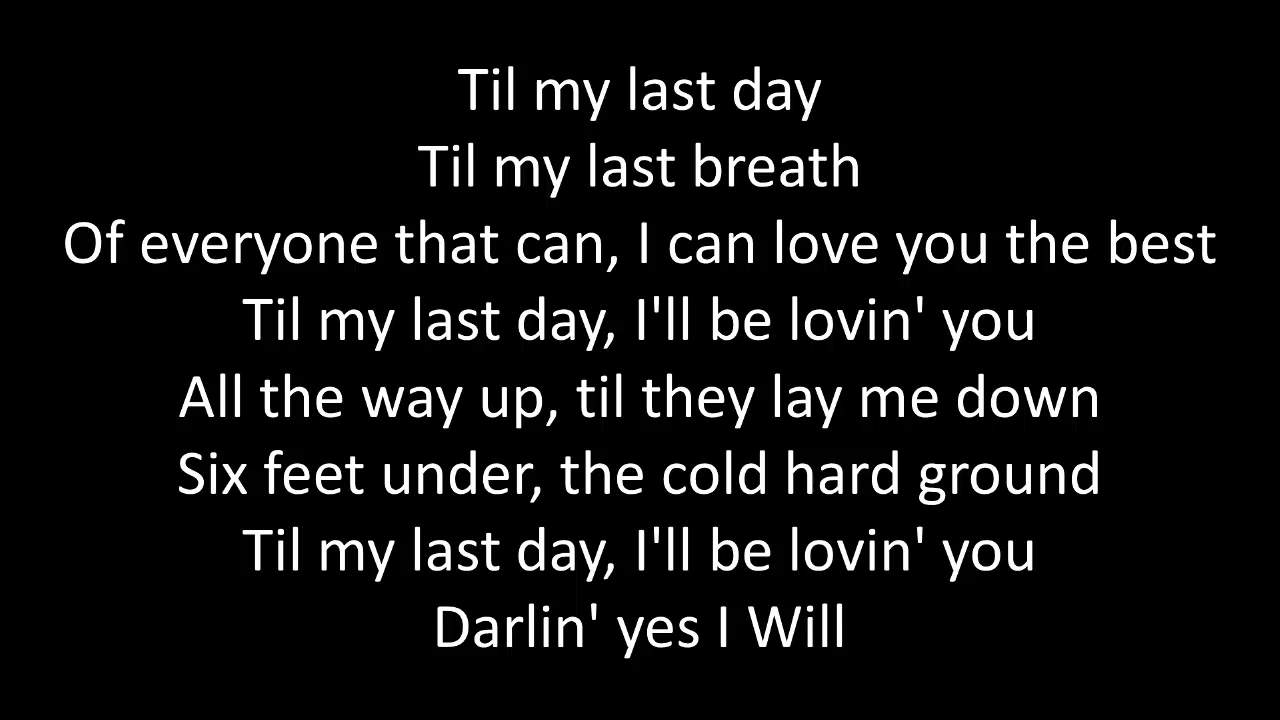 Til my last day
Til my last breath
Of everyone that can, I can love you the best
Til my last day, I'll be lovin' you
All the way up, til they lay me down
Six feet under, the cold hard ground
Til my last day, I'll be lovin' you
Darlin' yes I Will